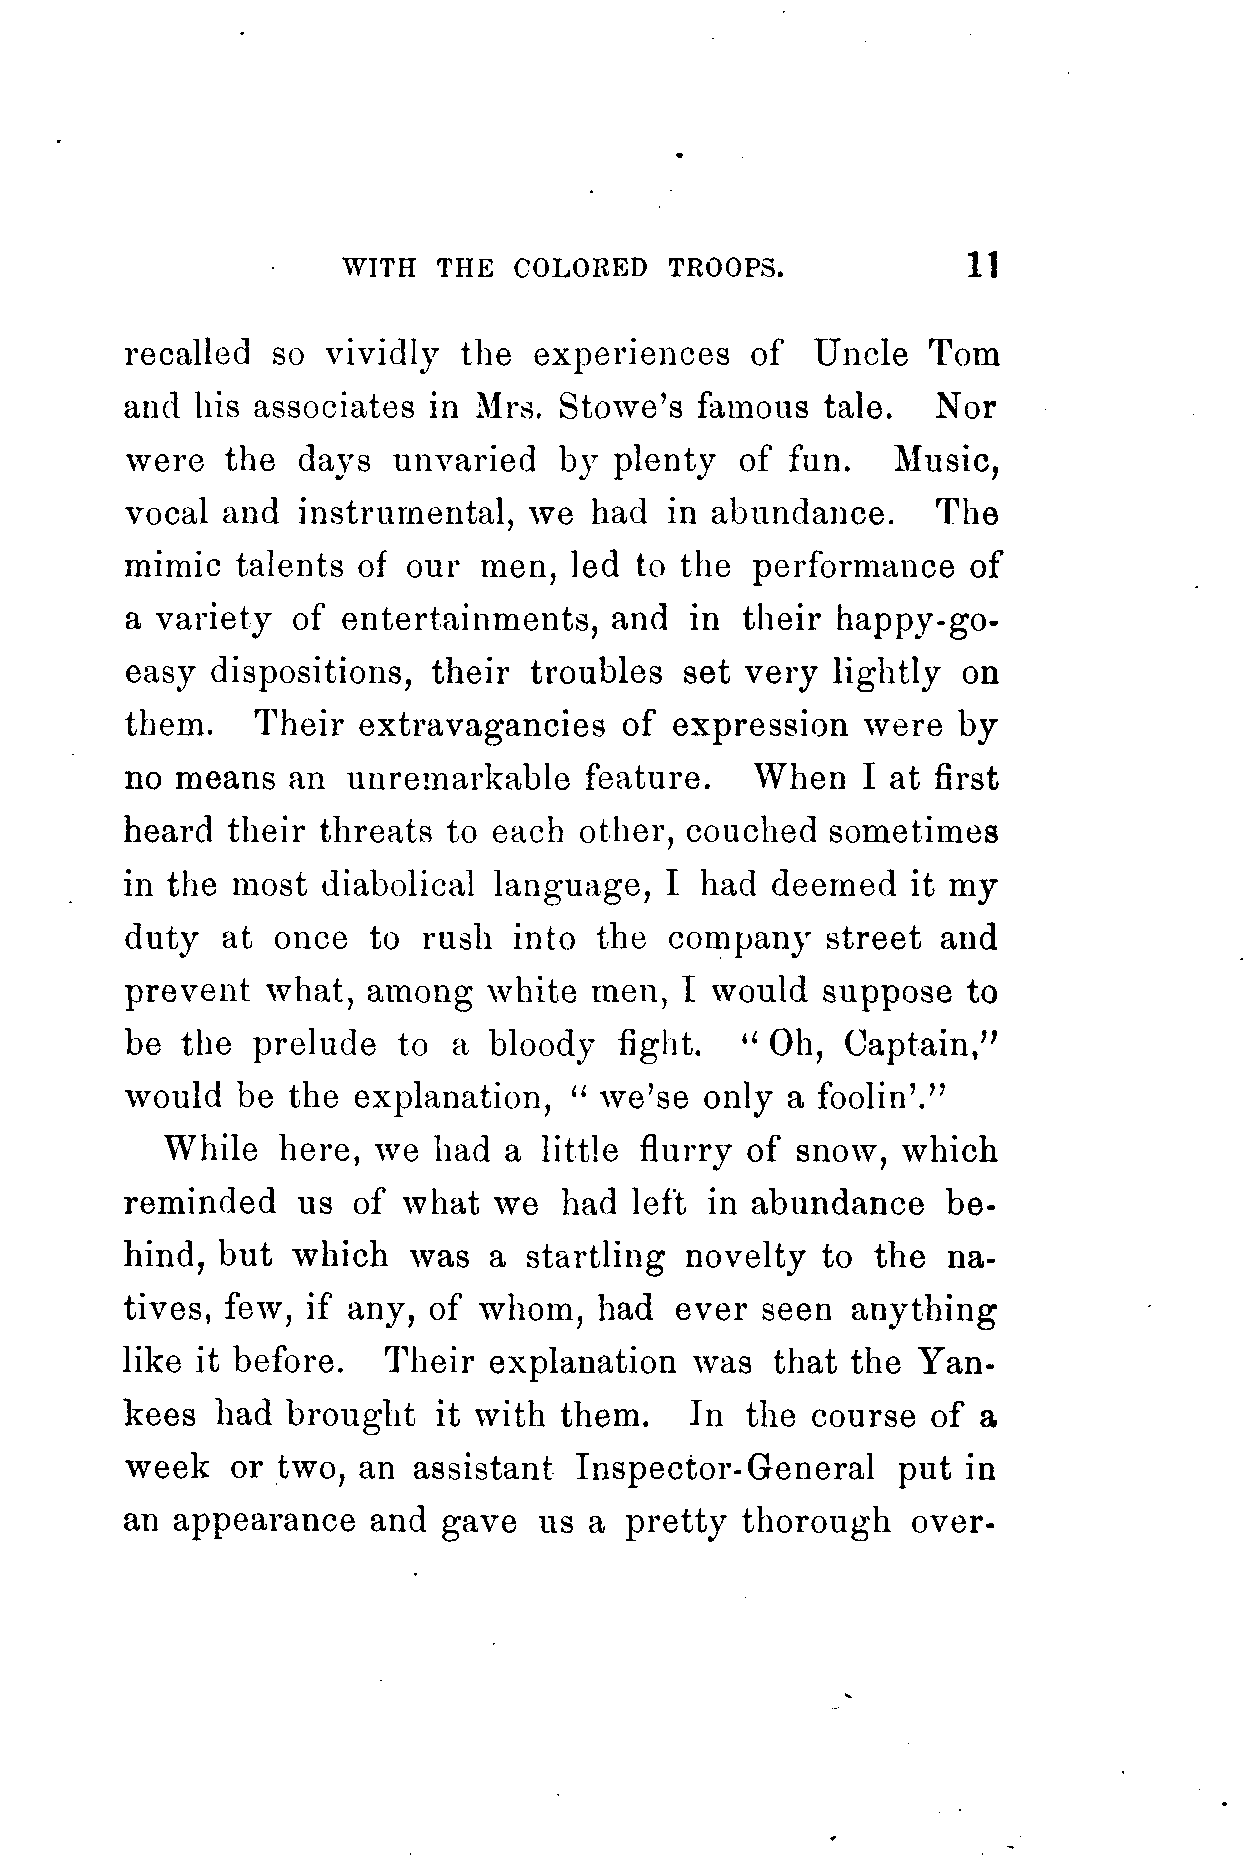 WITH THE COLORED TROOPS. 11
recalled so vividly the experiences of Uncle Tom
and his associates in Mrs. Stowe's famous tale. Nor
were the days unvaried by plenty of fun. Music,
vocal and instrumental, we had in abundance. The
mimic talents of our men, led to the performance of
a variety of entertainments, and in their happy-go-
easy dispositions, their troubles set very lightly on
them. Their extravagancies of expression were by
no means an unremarkable feature. When I at first
heard their threats to each other, couched sometimes
in the most diabolical language, I had deemed it my
duty at once to rush into the company street and
prevent what, among white men, I would suppose to
be the prelude to a bloody fight. " Oh, Captain,"
would be the explanation, " we'se only a foolin'."
While here, we had a little flurry of snow, which
reminded us of what we had left in abundance be-
hind, but which was a startling novelty to the na-
tives, few, if any, of whom, had ever seen anything
like it before. Their explanation was that the Yan-
kees had brought it with them. In the course of a
week or two, an assistant Inspector-General put in
an appearance and gave us a pretty thorough over-